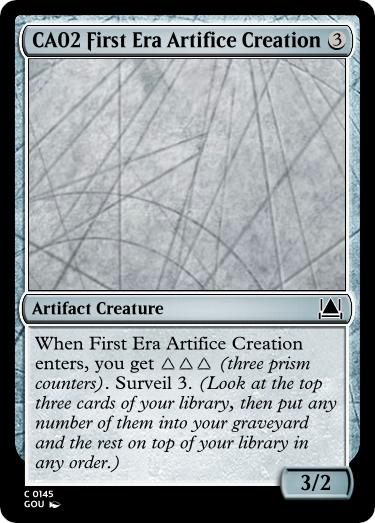 CA02 First Era Artifice Creation 3
Artifact Creature
When First Era Artifice Creation
enters, you get △△△ (three prism
counters). Surveil 3. (Look at the top
three cards of your library, then put any
number of them into your graveyard
and the rest on top of your library in
any order.)
3/2
C 0145
GOU